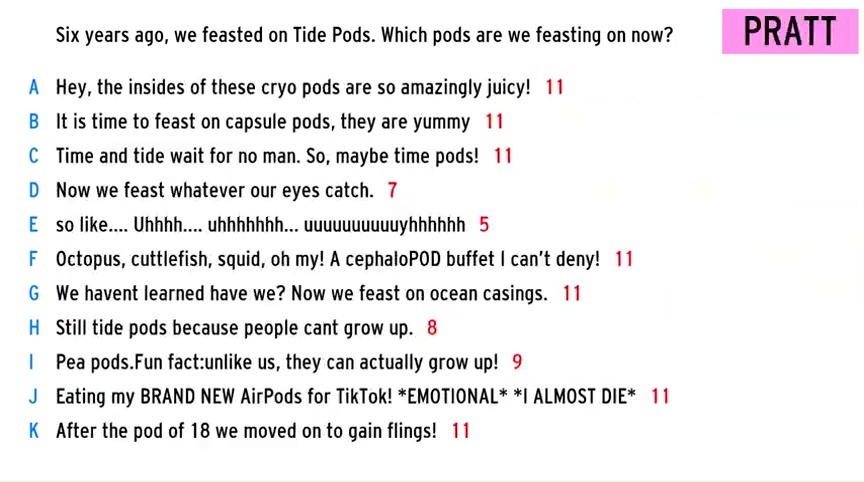 Six years ago, we feasted on Tide Pods. Which pods are we feasting on now?
PRATT
A Hey, the insides of these cryo pods are so amazingly juicy! 11
B It is time to feast on capsule pods, they are yummy 11
C Time and tide wait for no man. So, maybe time pods! 11
D Now we feast whatever our eyes catch. 7
E so like.... Uhhhh.... uhhhhhhh... uuuuuuuuuuyhhhhhh 5
F Octopus, cuttlefish, squid, oh my! A cephaloPOD buffet I can't deny! 11
G We havent learned have we? Now we feast on ocean casings. 11
H Still tide pods because people cant grow up. 8
I Pea pods.Fun fact:unlike us, they can actually grow up! 9
J Eating my BRAND NEW AirPods for TikTok! *EMOTIONAL* *I ALMOST DIE* 11
K After the pod of 18 we moved on to gain flings! 11